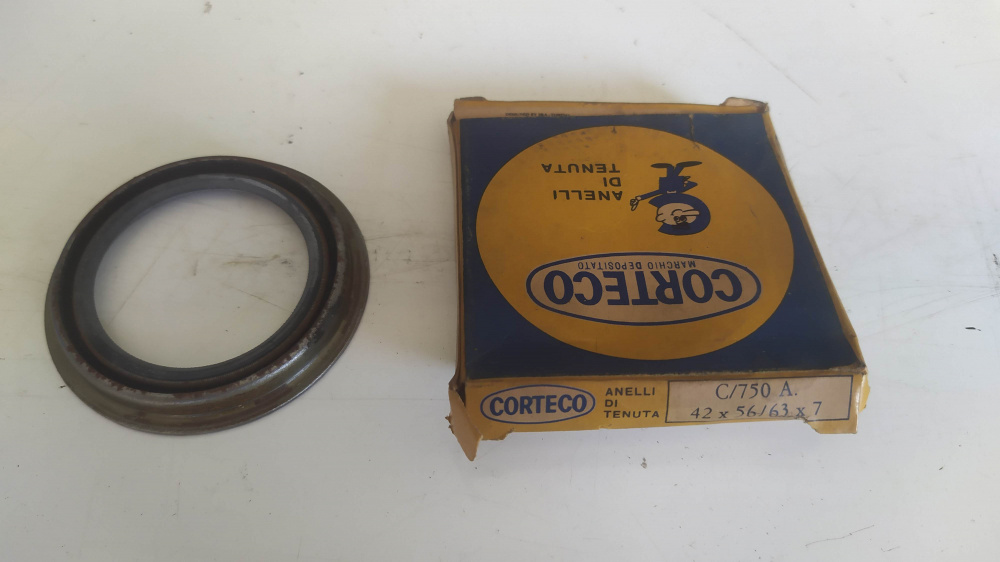 ANELLI
DI
TENUTA
CORTECO
MARCHIO DEPOSITATO
CORTECO
ANELLI
DI
TENUTA
C/750 A.
42 x 56/63 x 7